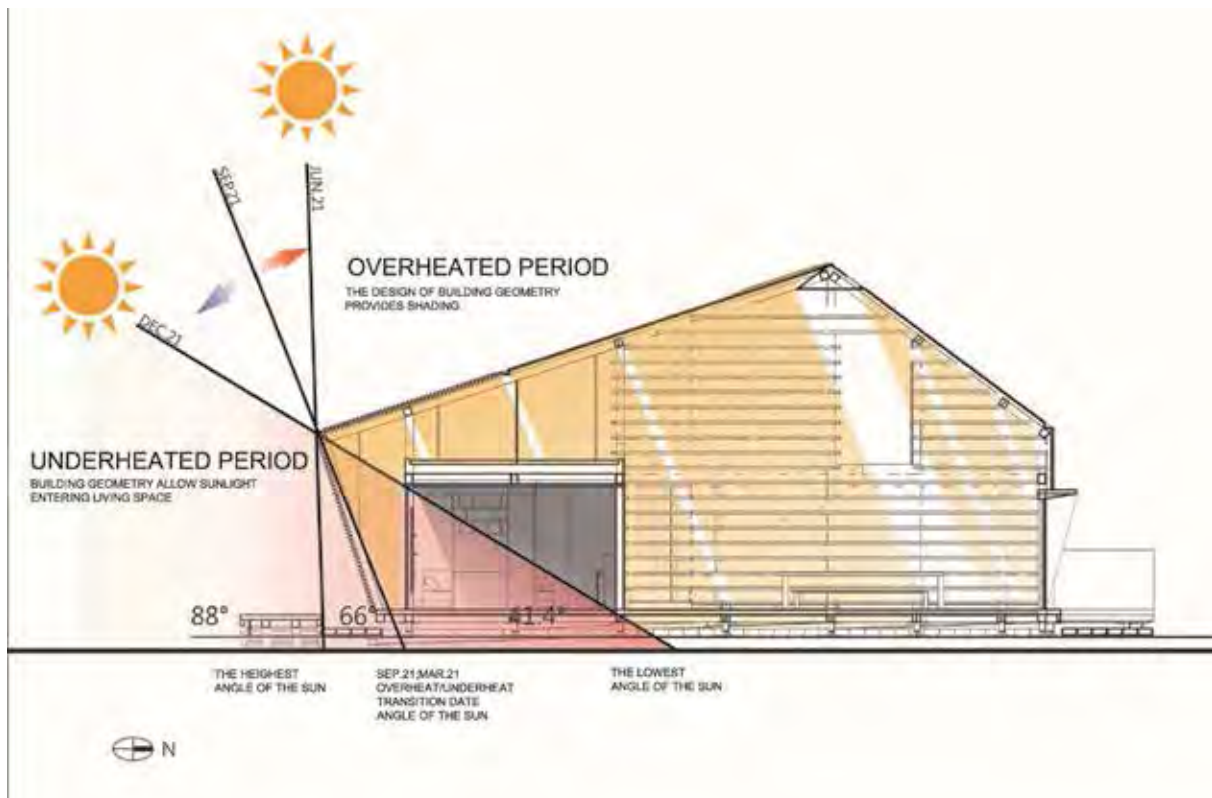 SEP.21
JUN.21
DEC.21
OVERHEATED PERIOD
THE DESIGN OF BUILDING GEOMETRY
PROVIDES SHADING.
UNDERHEATED PERIOD
BUILDING GEOMETRY ALLOW SUNLIGHT
ENTERING LIVING SPACE
88°
66°
41.4°
THE HEIGHEST
ANGLE OF THE SUN
SEP.21,MAR.21
OVERHEAT/UNDERHEAT
TRANSITION DATE
ANGLE OF THE SUN
THE LOWEST
ANGLE OF THE SUN
N